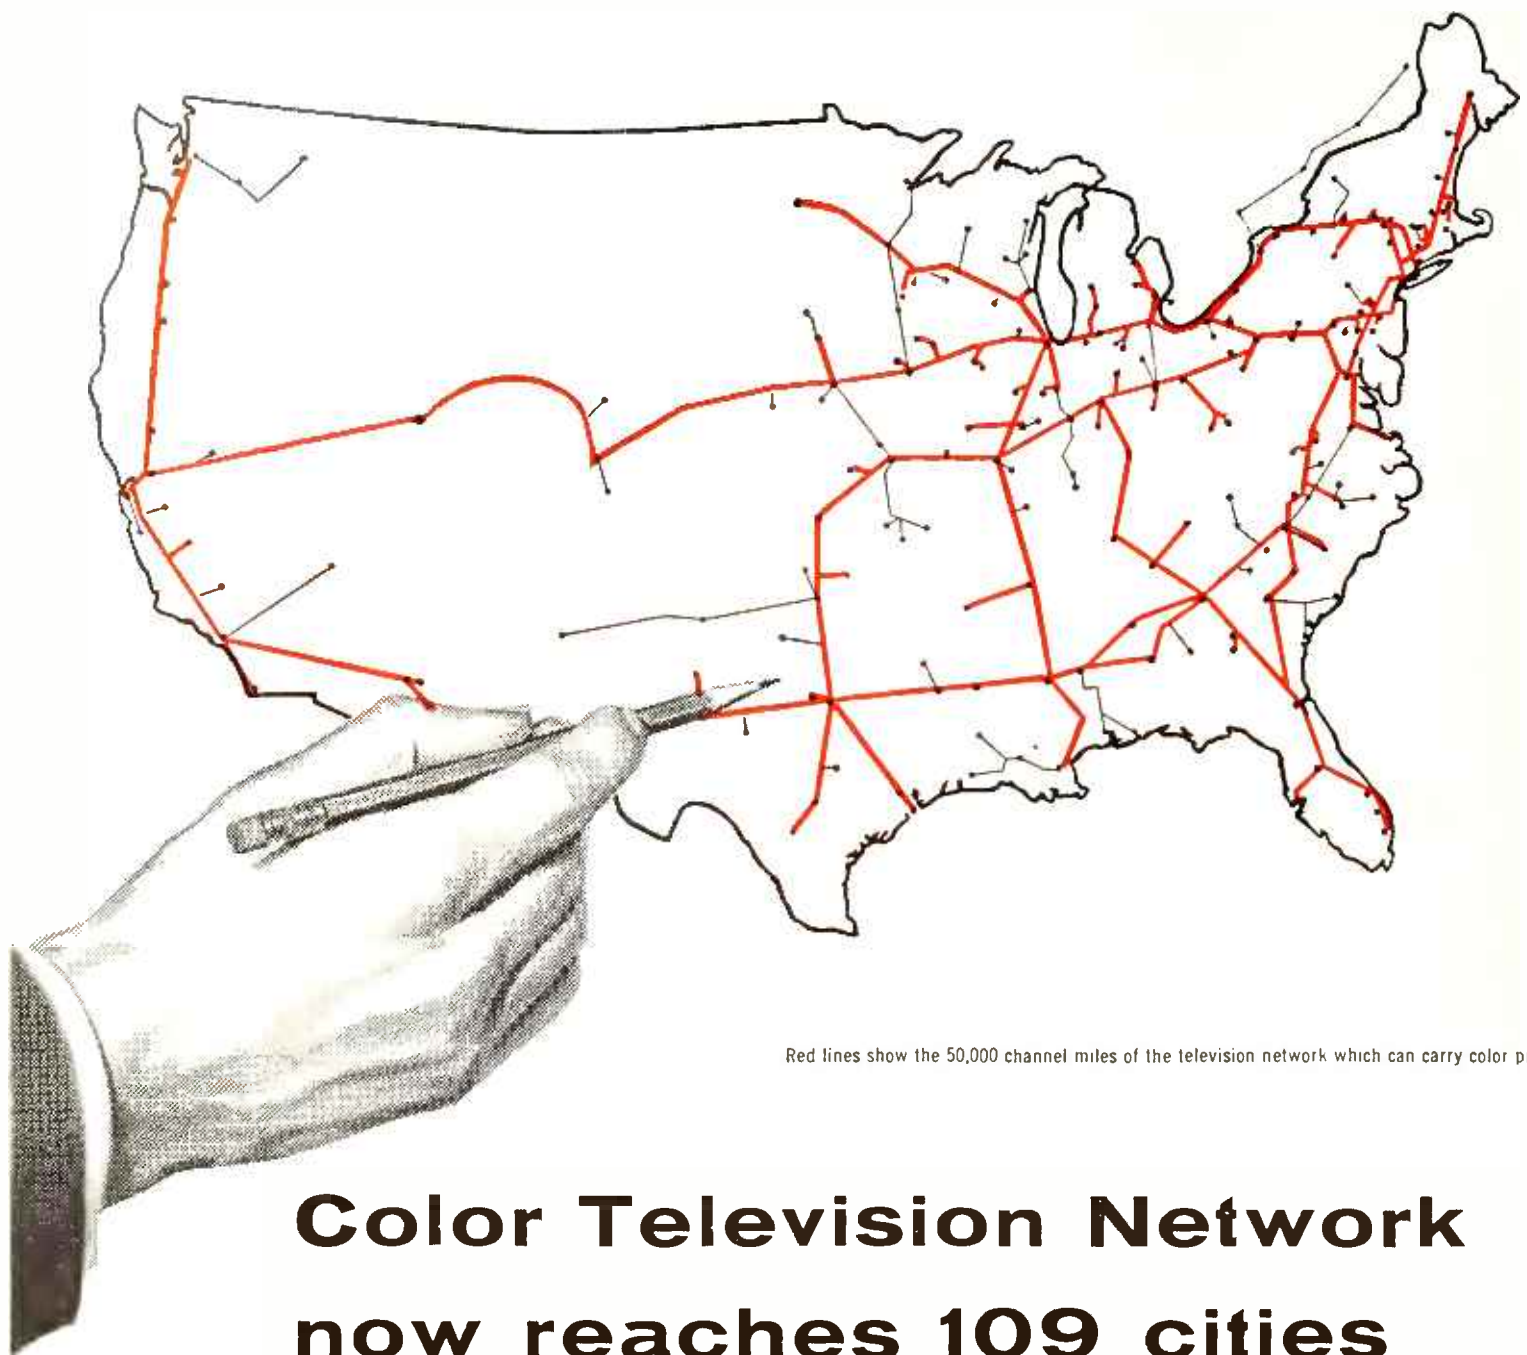 Red lines show the 50,000 channel miles of the television network which can carry color p
Color Television Network
now reaches 109 cities